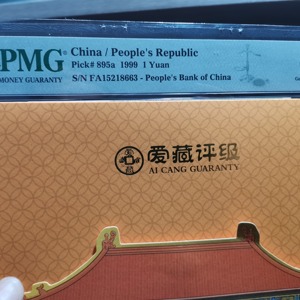 PMG
MONEY GUARANTY
China / People's Republic
Pick# 895a 1999 1 Yuan
S/N FA15218663 - People's Bank of China
爱藏评级
AI CANG GUARANTY